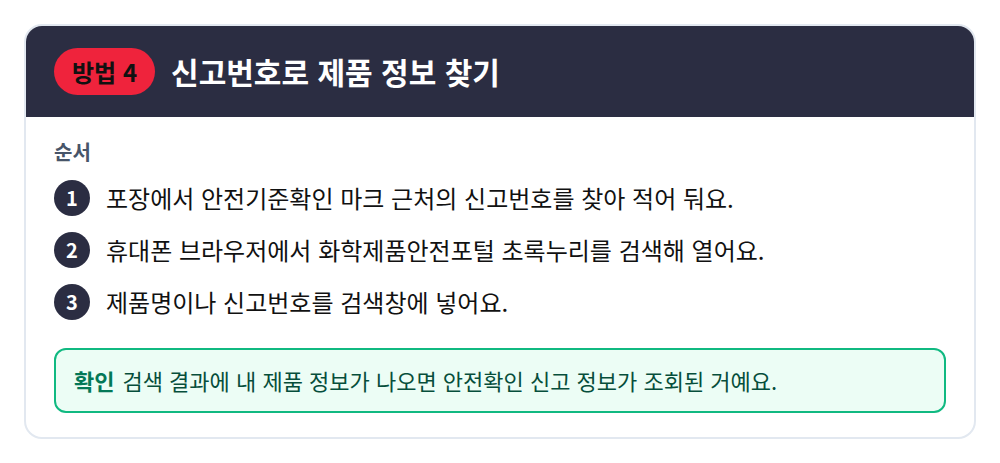 방법 4 신고번호로 제품 정보 찾기
순서
1 포장에서 안전기준확인 마크 근처의 신고번호를 찾아 적어 둬요.
2 휴대폰 브라우저에서 화학제품안전포털 초록누리를 검색해 열어요.
3 제품명이나 신고번호를 검색창에 넣어요.
확인 검색 결과에 내 제품 정보가 나오면 안전확인 신고 정보가 조회된 거예요.